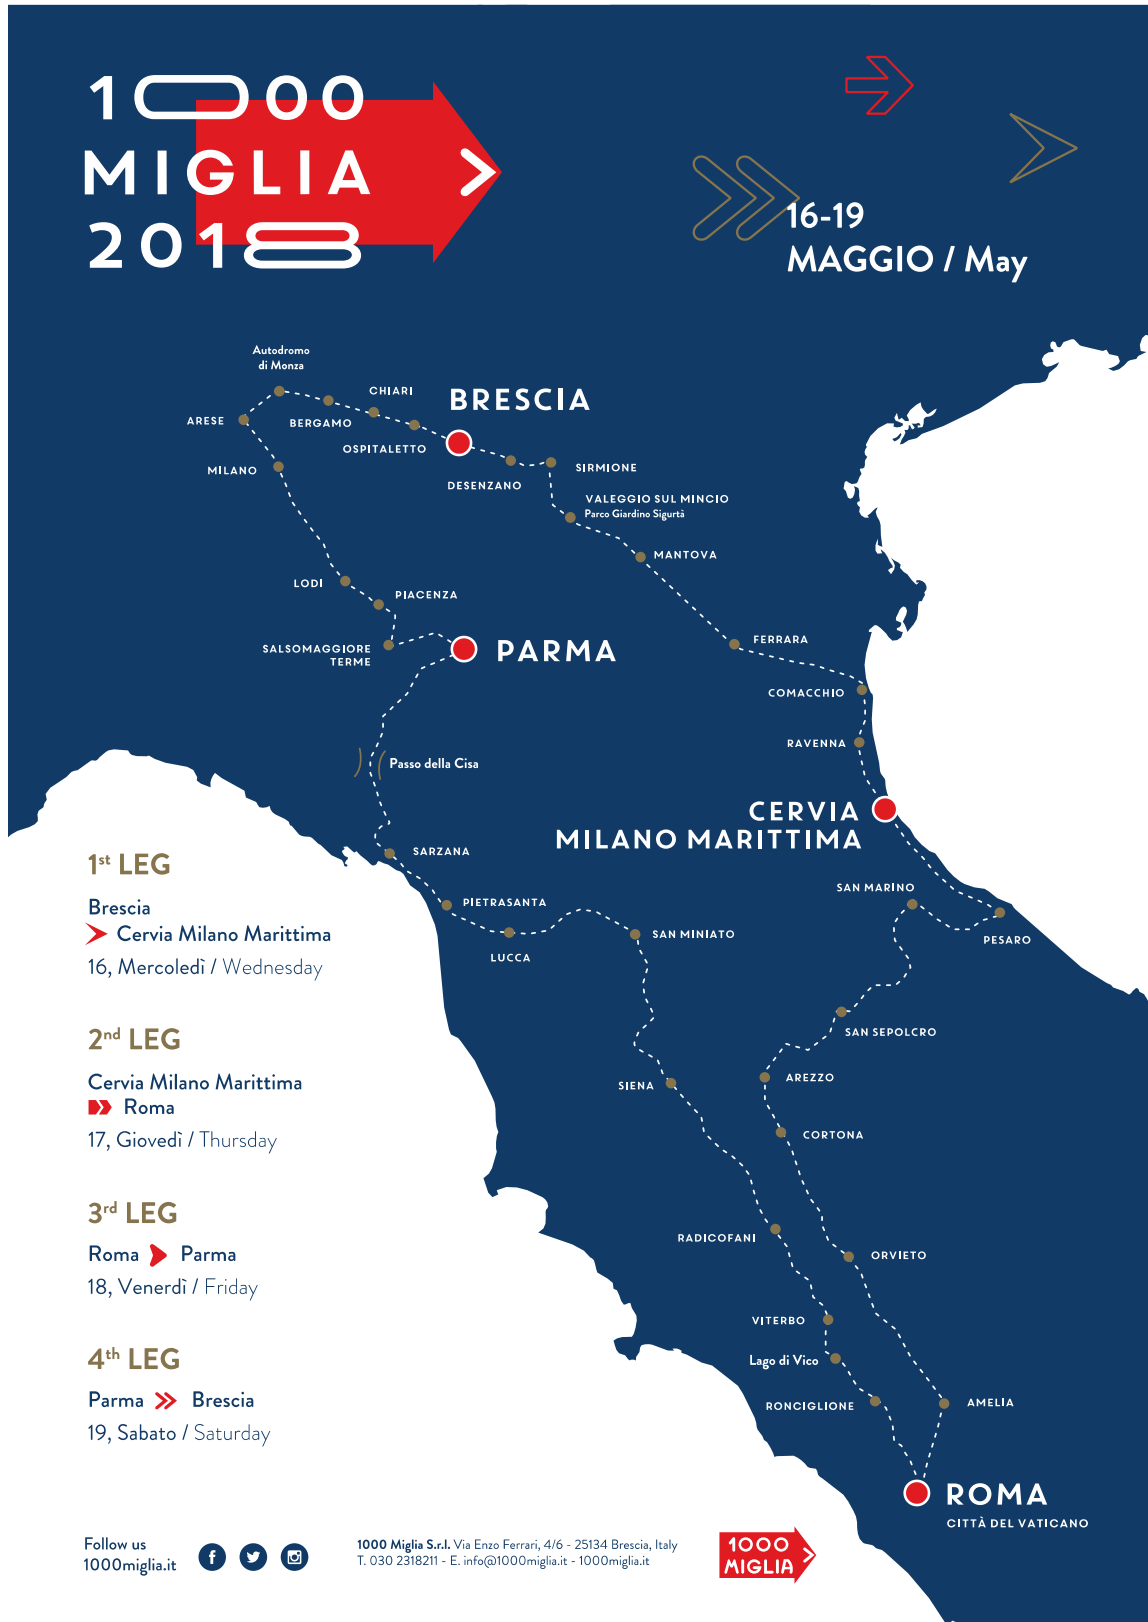 1000
MIGLIA
2018
16-19
MAGGIO / May
Autodromo
di Monza
CHIARI
BRESCIA
ARESE
BERGAMO
OSPITALETTO
MILANO
SIRMIONE
DESENZANO
VALEGGIO SUL MINCIO
Parco Giardino Sigurtà
MANTOVA
LODI
PIACENZA
FERRARA
SALSOMAGGIORE
TERME
PARMA
COMACCHIO
RAVENNA
Passo della Cisa
CERVIA
MILANO MARITTIMA
SARZANA
SAN MARINO
PIETRASANTA
SAN MINIATO
PESARO
LUCCA
SAN SEPOLCRO
SIENA
AREZZO
CORTONA
RADICOFANI
ORVIETO
VITERBO
Lago di Vico
RONCIGLIONE
AMELIA
ROMA
CITTÀ DEL VATICANO
1st LEG
Brescia
Cervia Milano Marittima
16, Mercoledì / Wednesday
2nd LEG
Cervia Milano Marittima
Roma
17, Giovedì / Thursday
3rd LEG
Roma Parma
18, Venerdì / Friday
4th LEG
Parma Brescia
19, Sabato / Saturday
Follow us
1000miglia.it
1000 Miglia S.r.l. Via Enzo Ferrari, 4/6 - 25134 Brescia, Italy
T. 030 2318211 - E. info@1000miglia.it - 1000miglia.it
1000
MIGLIA